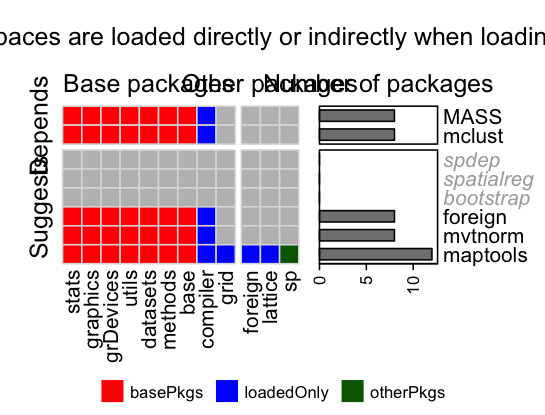 paces are loaded directly or indirectly when loadin
Base packages
Other packages
Number of packages
Depends
Suggests
MASS
mclust
spdep
spatialreg
bootstrap
foreign
mvtnorm
maptools
stats
graphics
grDevices
utils
datasets
methods
base
compiler
grid
foreign
lattice
sp
0
5
10
basePkgs
loadedOnly
otherPkgs